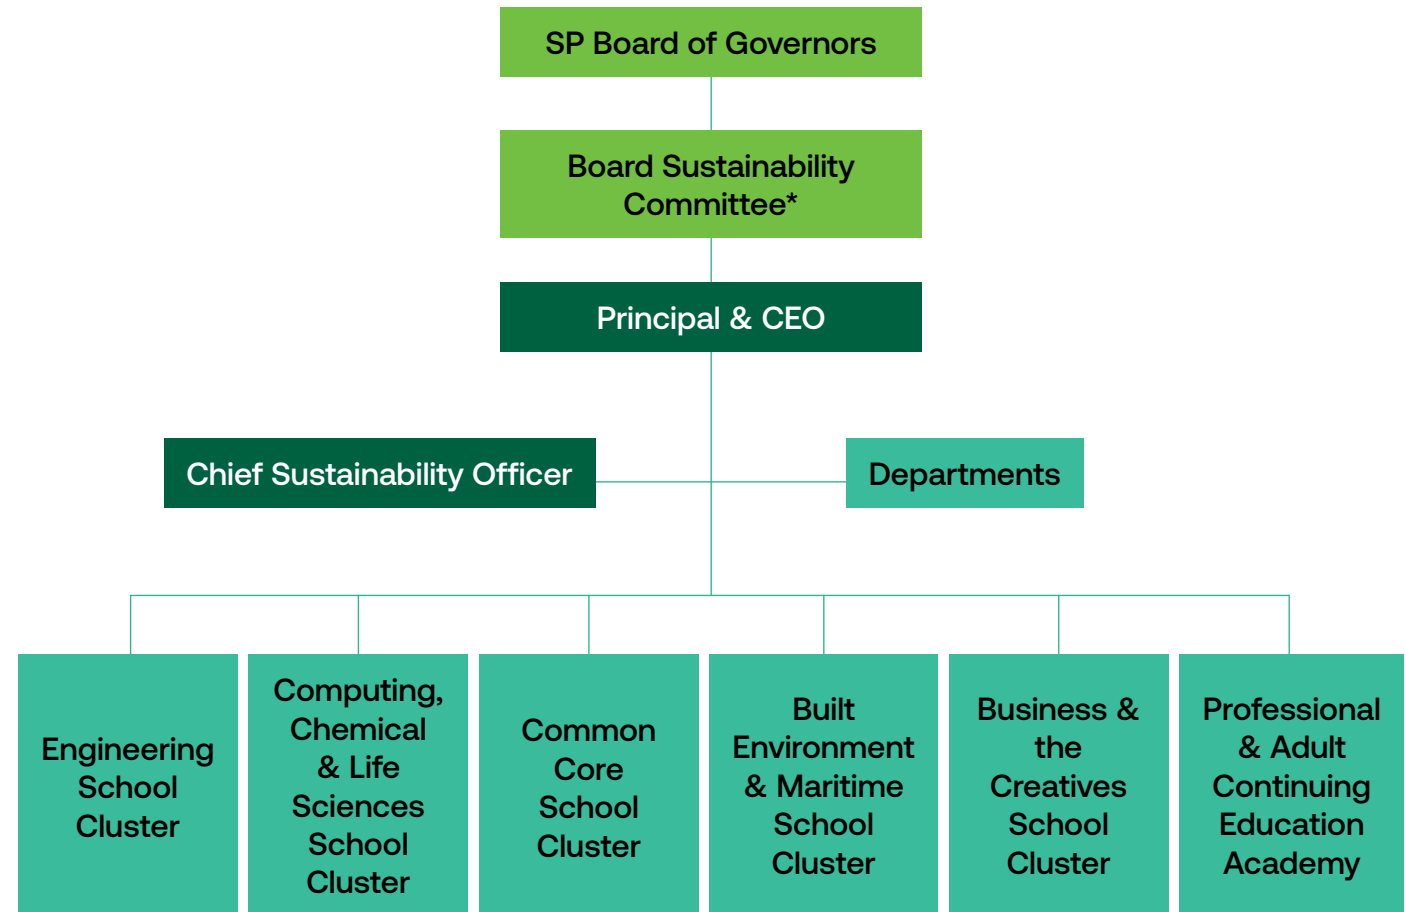 SP Board of Governors
Board Sustainability
Committee*
Principal & CEO
Chief Sustainability Officer
Departments
Engineering
School
Cluster
Computing,
Chemical
& Life
Sciences
School
Cluster
Common
Core
School
Cluster
Built
Environment
& Maritime
School
Cluster
Business &
the
Creatives
School
Cluster
Professional
& Adult
Continuing
Education
Academy